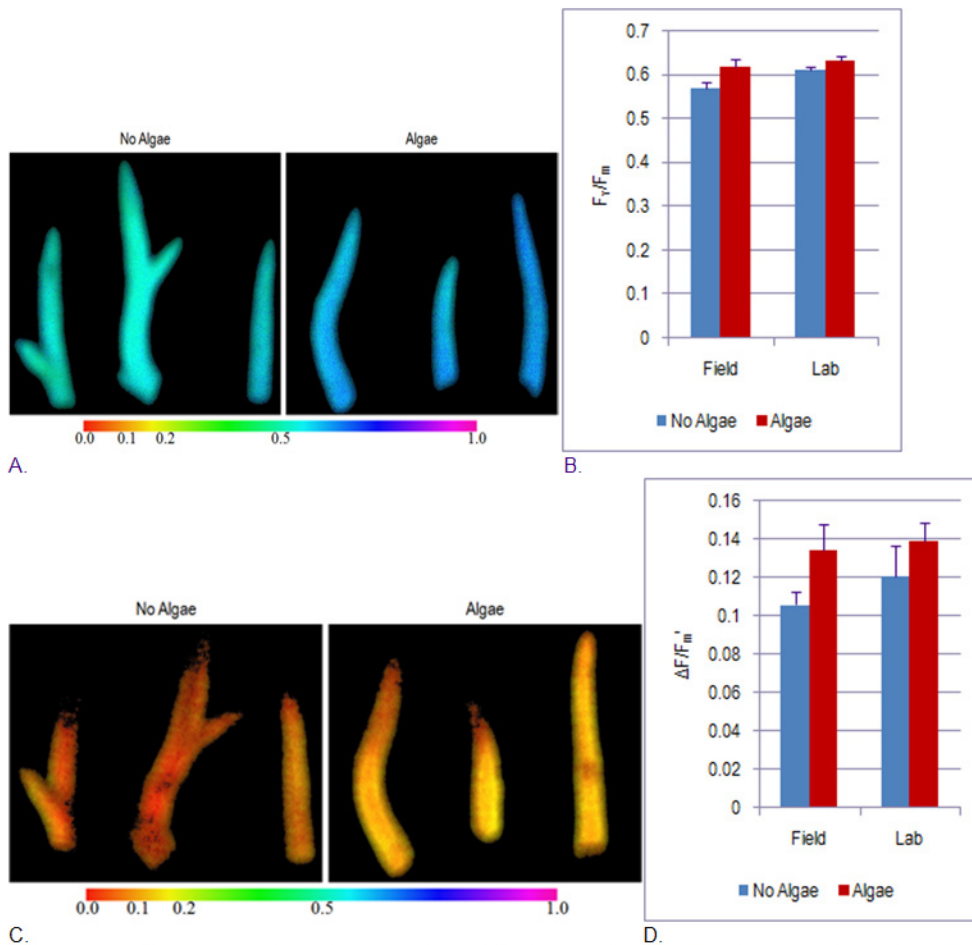 No Algae Algae
0.0 0.1 0.2 0.5 1.0
A.
0.7
0.6
0.5
0.4
0.3
0.2
0.1
0
Fᵥ/Fₘ
Field Lab
No Algae Algae
B.
No Algae Algae
0.0 0.1 0.2 0.5 1.0
C.
0.16
0.14
0.12
0.1
0.08
0.06
0.04
0.02
0
ΔF/Fₘ'
Field Lab
No Algae Algae
D.